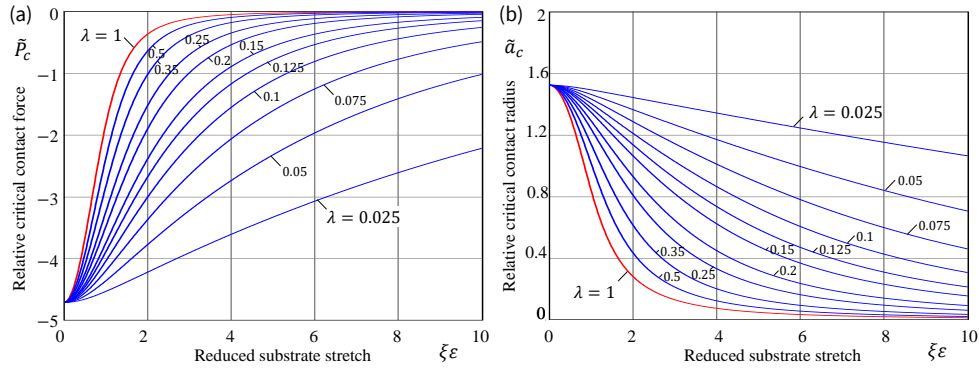 (a)
0
P̃c
λ = 1
0.5
0.35
0.25
0.2
0.15
0.125
0.1
0.075
0.05
λ = 0.025
−1
−2
−3
−4
−5
Relative critical contact force
0 2 4 6 8 10
Reduced substrate stretch ξε
(b)
2
ãc
1.6
1.2
0.8
0.4
0
Relative critical contact radius
λ = 0.025
0.05
0.075
0.1
0.125
0.15
0.2
0.25
0.35
0.5
λ = 1
0 2 4 6 8 10
Reduced substrate stretch ξε